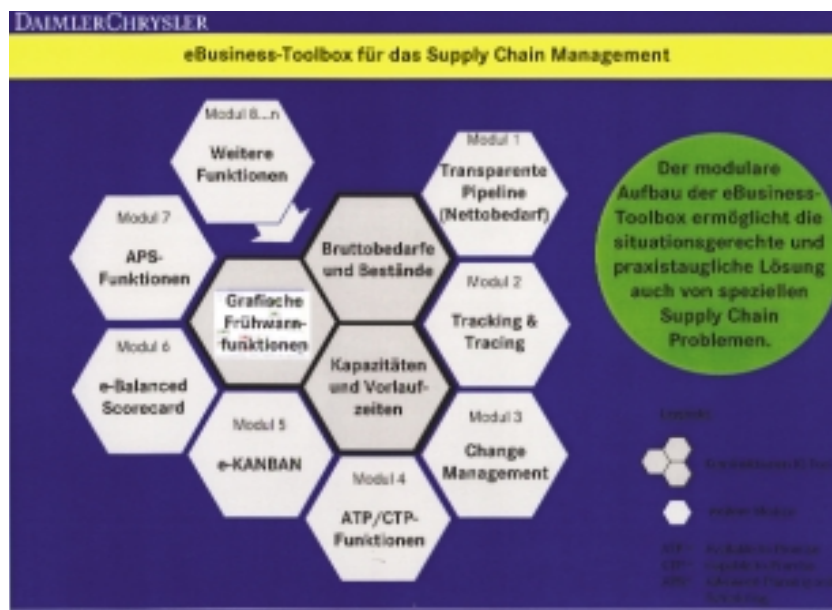 DAIMLERCHRYSLER
eBusiness-Toolbox für das Supply Chain Management
Modul 8...n
Weitere
Funktionen
Modul 1
Transparente
Pipeline
(Nettobedarf)
Modul 7
APS-
Funktionen
Bruttobedarfe
und Bestände
Modul 2
Tracking &
Tracing
Grafische
Frühwarn-
funktionen
Modul 6
e-Balanced
Scorecard
Kapazitäten
und Vorlauf-
zeiten
Modul 3
Change
Management
Modul 5
e-KANBAN
Modul 4
ATP/CTP-
Funktionen
Der modulare
Aufbau der eBusiness-
Toolbox ermöglicht die
situationsgerechte und
praxistaugliche Lösung
auch von speziellen
Supply Chain
Problemen.